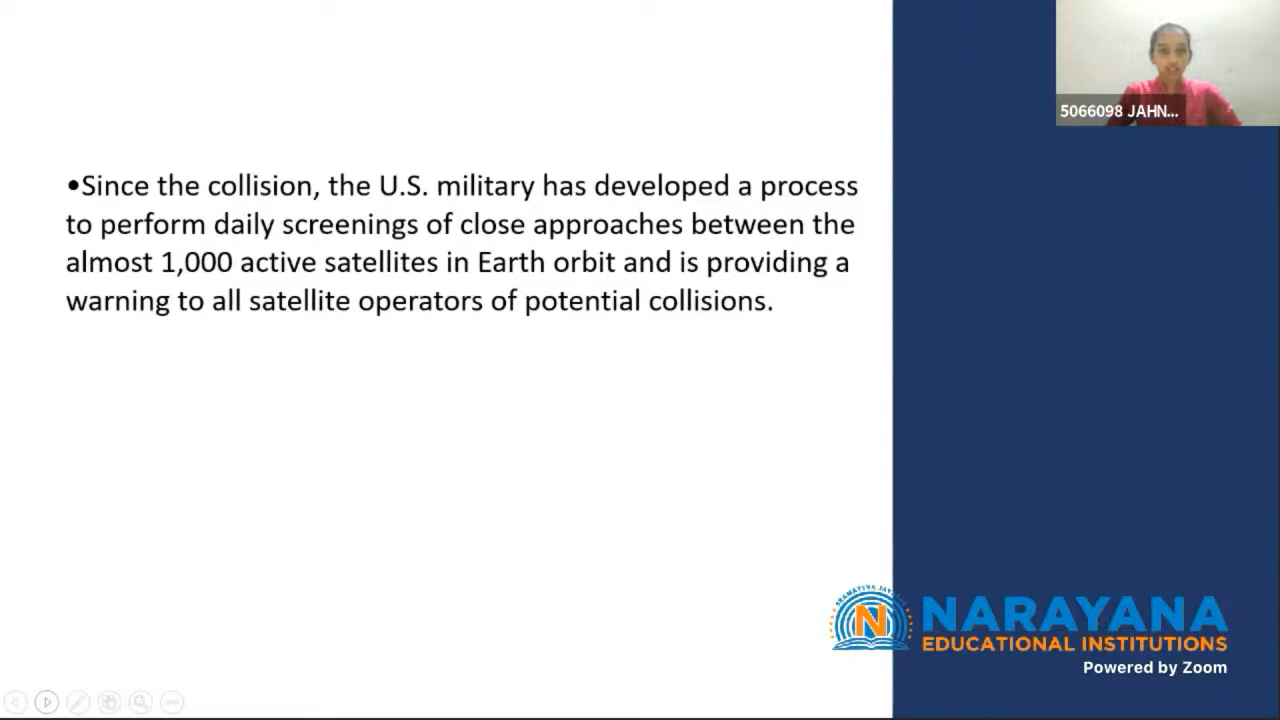 5066098 JAHN...
•Since the collision, the U.S. military has developed a process
to perform daily screenings of close approaches between the
almost 1,000 active satellites in Earth orbit and is providing a
warning to all satellite operators of potential collisions.
N
NARAYANA
EDUCATIONAL INSTITUTIONS
Powered by Zoom